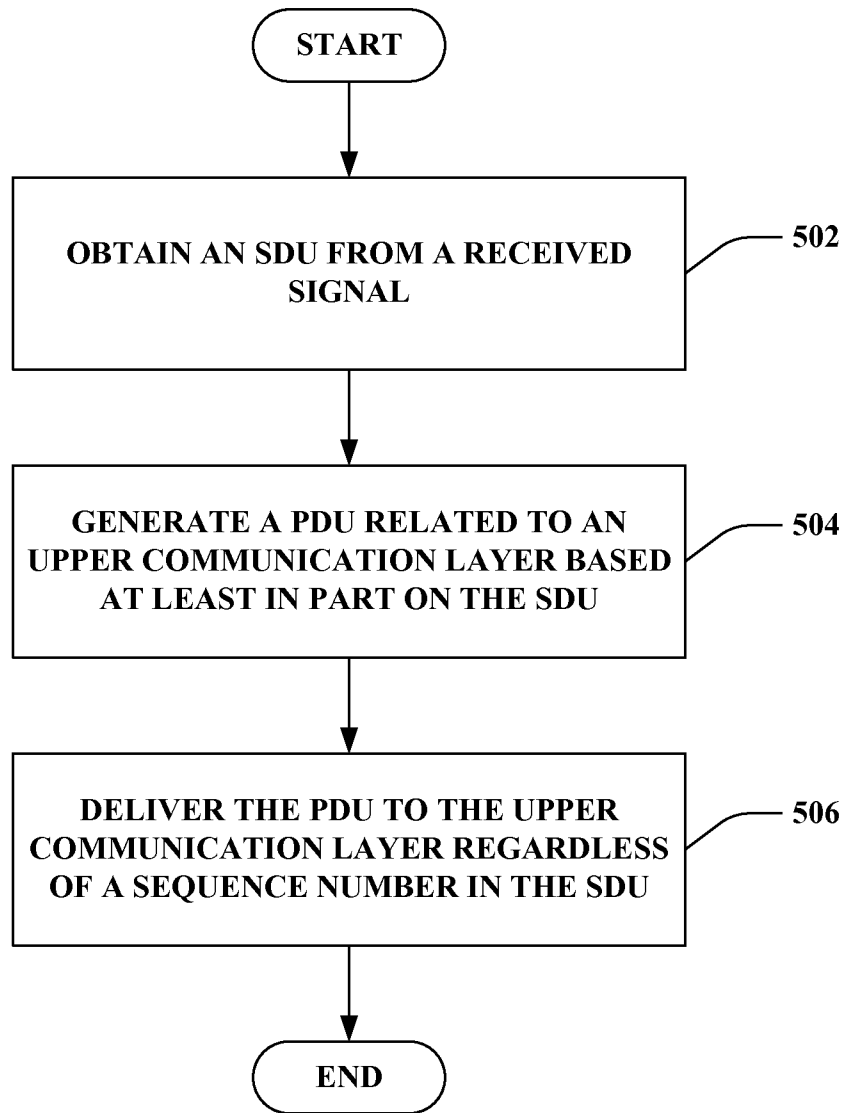 START
OBTAIN AN SDU FROM A RECEIVED
SIGNAL
502
GENERATE A PDU RELATED TO AN
UPPER COMMUNICATION LAYER BASED
AT LEAST IN PART ON THE SDU
504
DELIVER THE PDU TO THE UPPER
COMMUNICATION LAYER REGARDLESS
OF A SEQUENCE NUMBER IN THE SDU
506
END